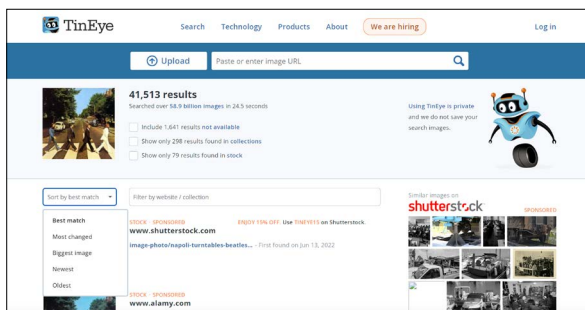 TinEye
Search Technology Products About We are hiring Log in
Upload Paste or enter image URL
41,513 results
Searched over 58.9 billion images in 24.5 seconds
Include 1,641 results not available
Show only 298 results found in collections
Show only 79 results found in stock
Using TinEye is private
and we do not save your
search images.
Sort by best match Filter by website / collection
Best match
Most changed
Biggest image
Newest
Oldest
STOCK - SPONSORED ENJOY 15% OFF. Use TINEYE15 on Shutterstock.
www.shutterstock.com
image-photo/napoli-turntables-beatles... - First found on Jun 13, 2022
STOCK - SPONSORED
www.alamy.com
Similar images on
shutterstock
SPONSORED